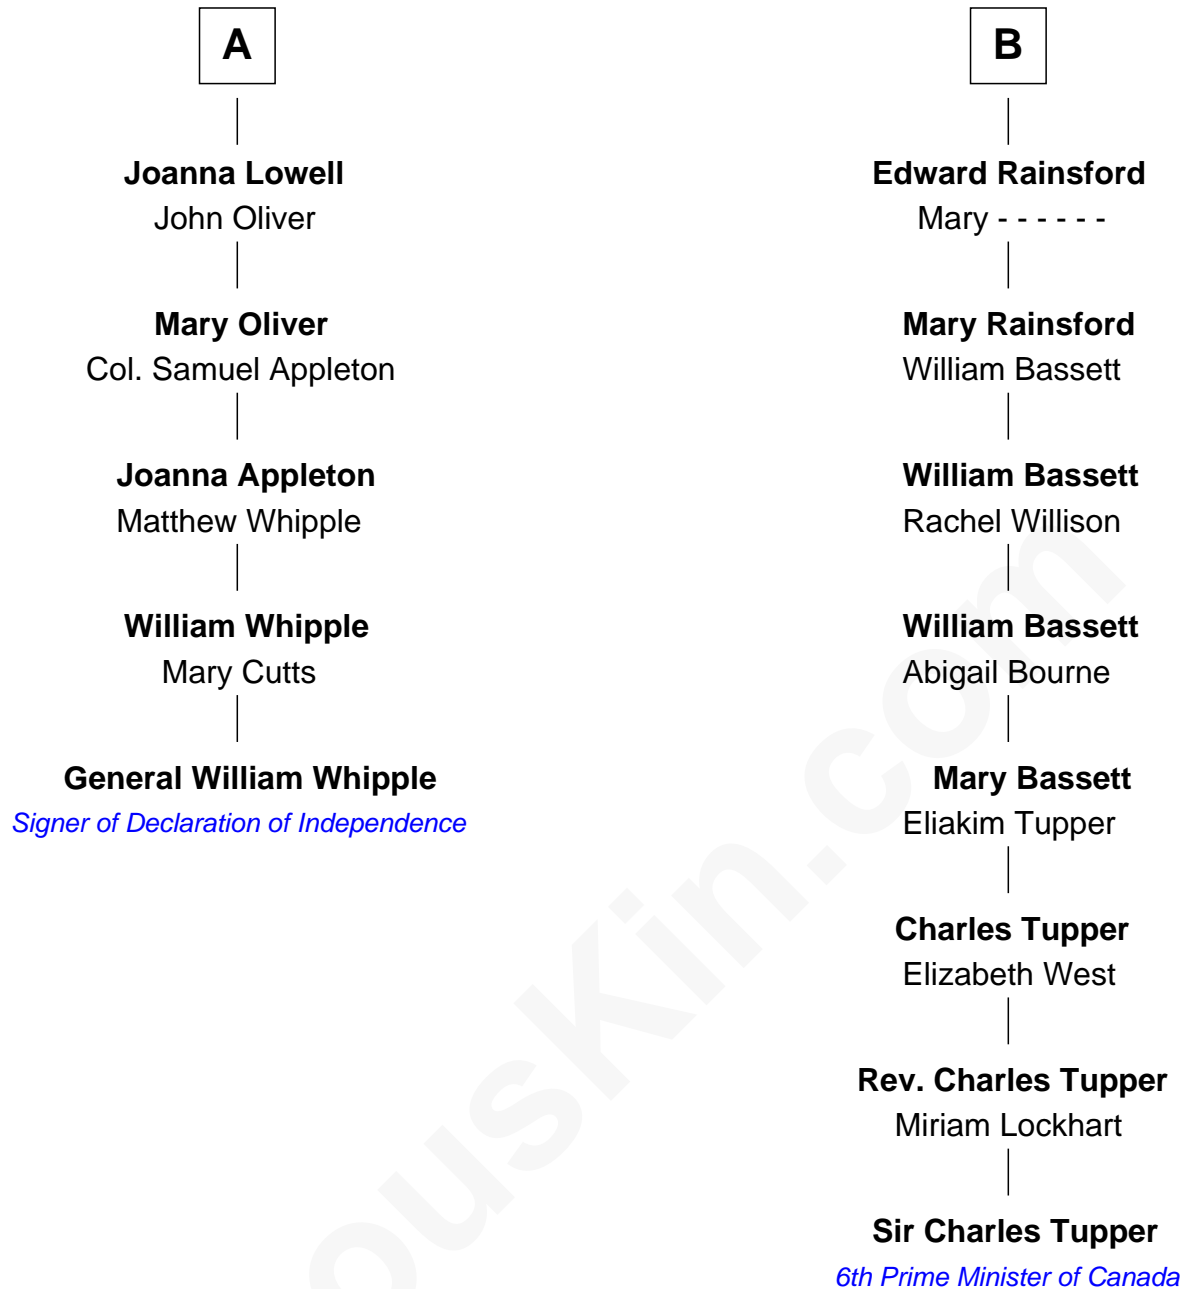 A
Joanna Lowell
John Oliver
Mary Oliver
Col. Samuel Appleton
Joanna Appleton
Matthew Whipple
William Whipple
Mary Cutts
General William Whipple
Signer of Declaration of Independence
B
Edward Rainsford
Mary - - - - - -
Mary Rainsford
William Bassett
William Bassett
Rachel Willison
William Bassett
Abigail Bourne
Mary Bassett
Eliakim Tupper
Charles Tupper
Elizabeth West
Rev. Charles Tupper
Miriam Lockhart
Sir Charles Tupper
6th Prime Minister of Canada
ousKin.com